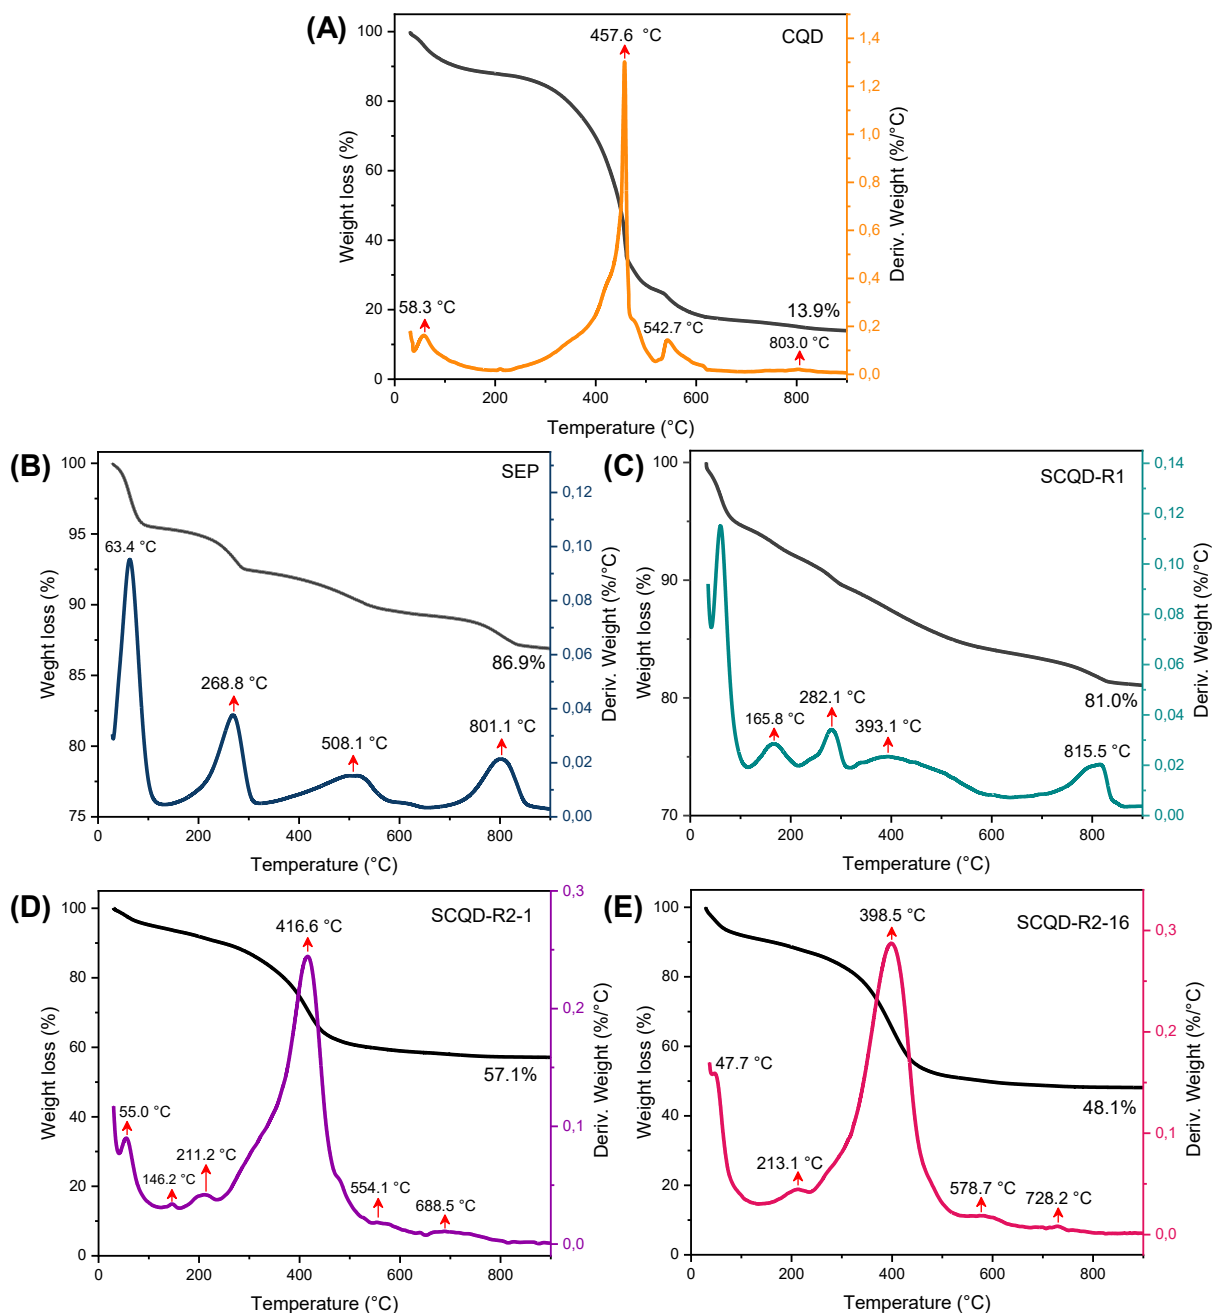 (A)
CQD
457.6 °C
58.3 °C
542.7 °C
803.0 °C
13.9%
100
80
60
40
20
0
Weight loss (%)
0
200
400
600
800
Temperature (°C)
1,4
1,2
1,0
0,8
0,6
0,4
0,2
0,0
Deriv. Weight (%/°C)
(B)
SEP
63.4 °C
268.8 °C
508.1 °C
801.1 °C
86.9%
100
95
90
85
80
75
Weght loss (%)
0
200
400
600
800
Temperature (°C)
0,12
0,10
0,08
0,06
0,04
0,02
0,00
Deriv. Weight (%/°C)
(C)
SCQD-R1
165.8 °C
282.1 °C
393.1 °C
815.5 °C
81.0%
100
90
80
70
Weight loss (%)
0
200
400
600
800
Temperature (°C)
0,14
0,12
0,10
0,08
0,06
0,04
0,02
0,00
Deriv. Weight (%/°C)
(D)
SCQD-R2-1
416.6 °C
55.0 °C
146.2 °C
211.2 °C
554.1 °C
688.5 °C
57.1%
100
80
60
40
20
0
Weight loss (%)
0
200
400
600
800
Temperature (°C)
0,3
0,2
0,1
0,0
Deriv. Weight (%/°C)
(E)
SCQD-R2-16
398.5 °C
47.7 °C
213.1 °C
578.7 °C
728.2 °C
48.1%
100
80
60
40
20
0
Weight loss (%)
0
200
400
600
800
Temperature (°C)
0,3
0,2
0,1
0,0
Deriv. Weight (%/°C)